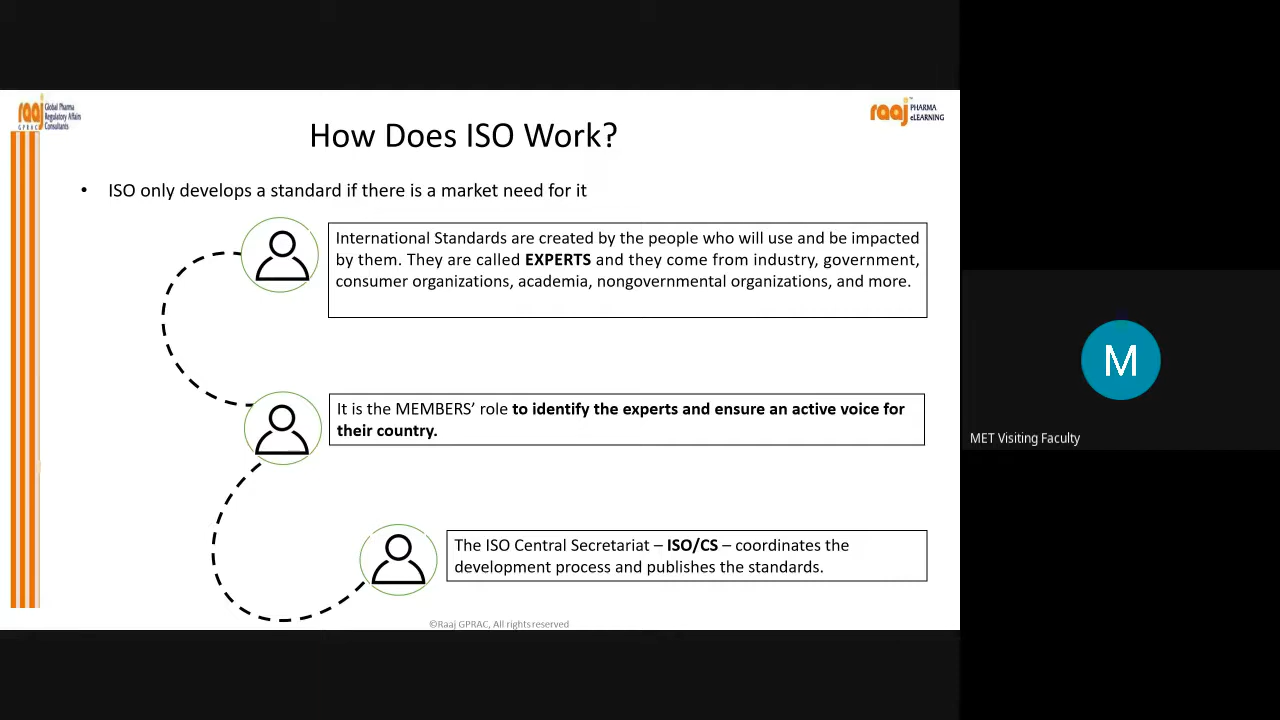 raaj
GPRAC
Global Pharma
Regulatory Affairs
Consultants
raaj
PHARMA
eLEARNING
How Does ISO Work?
• ISO only develops a standard if there is a market need for it
International Standards are created by the people who will use and be impacted
by them. They are called EXPERTS and they come from industry, government,
consumer organizations, academia, nongovernmental organizations, and more.
It is the MEMBERS’ role to identify the experts and ensure an active voice for
their country.
The ISO Central Secretariat – ISO/CS – coordinates the
development process and publishes the standards.
©Raaj GPRAC, All rights reserved
M
MET Visiting Faculty